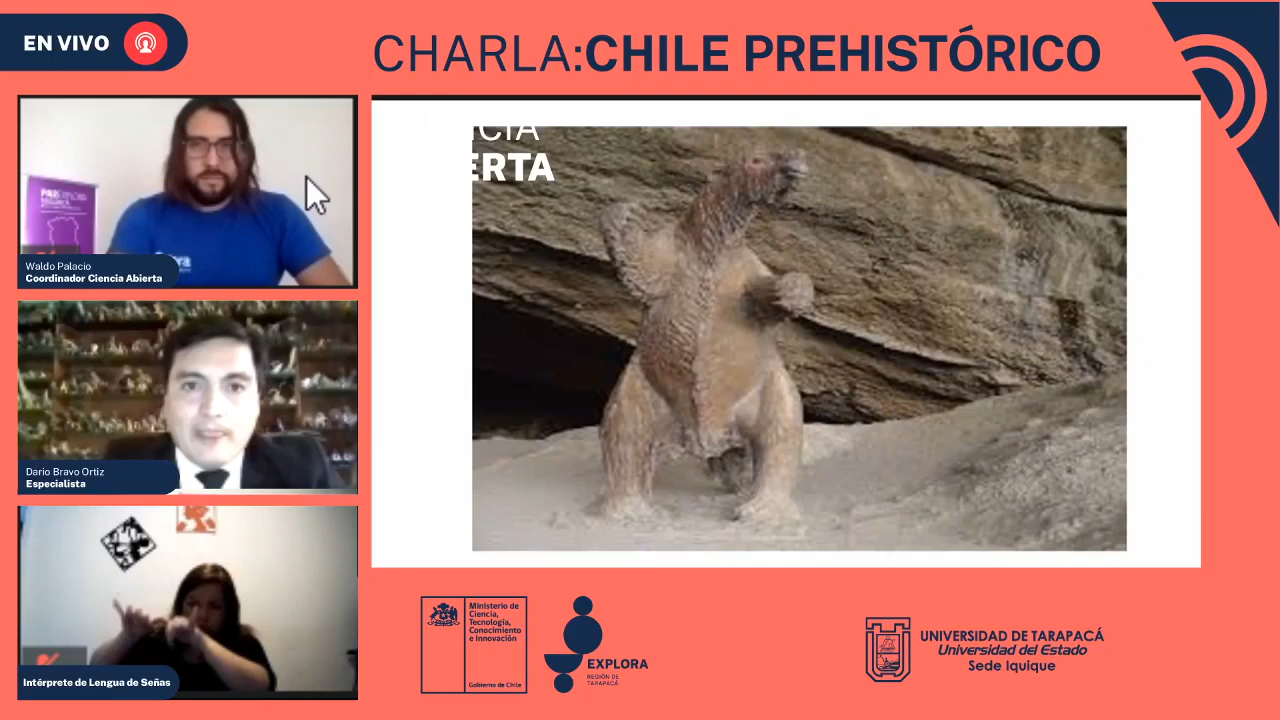 EN VIVO
CHARLA:CHILE PREHISTÓRICO
Waldo Palacio
Coordinador Ciencia Abierta
Dario Bravo Ortiz
Especialista
Intérprete de Lengua de Señas
Ministerio de
Ciencia,
Tecnología,
Conocimiento
e Innovación
Gobierno de Chile
EXPLORA
REGIÓN DE
TARAPACÁ
UNIVERSIDAD DE TARAPACÁ
Universidad del Estado
Sede Iquique